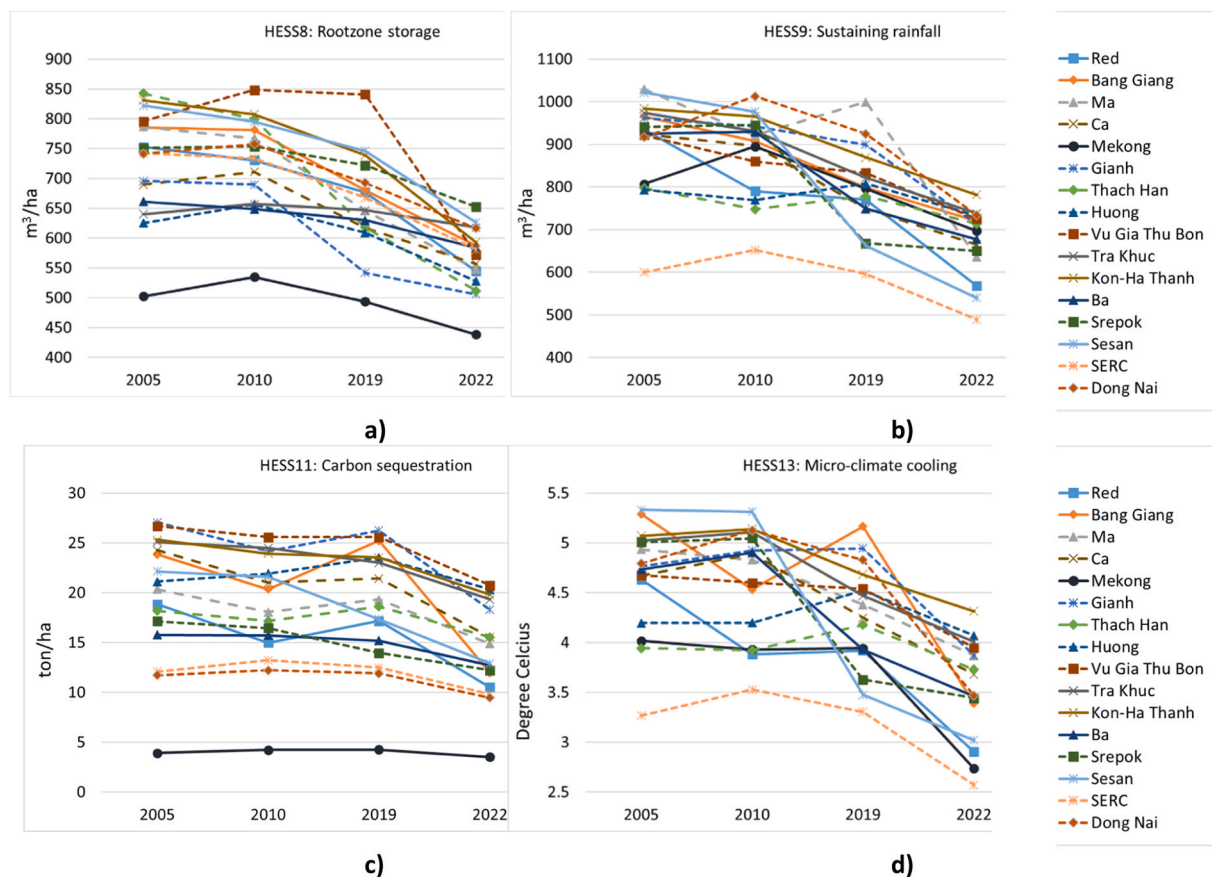 HESS8: Rootzone storage
m³/ha
900
850
800
750
700
650
600
550
500
450
400
2005 2010 2019 2022
a)
HESS9: Sustaining rainfall
m³/ha
1100
1000
900
800
700
600
500
400
2005 2010 2019 2022
b)
Red
Bang Giang
Ma
Ca
Mekong
Gianh
Thach Han
Huong
Vu Gia Thu Bon
Tra Khuc
Kon-Ha Thanh
Ba
Srepok
Sesan
SERC
Dong Nai
HESS11: Carbon sequestration
ton/ha
30
25
20
15
10
5
0
2005 2010 2019 2022
c)
HESS13: Micro-climate cooling
Degree Celcius
5.5
5
4.5
4
3.5
3
2.5
2005 2010 2019 2022
d)
Red
Bang Giang
Ma
Ca
Mekong
Gianh
Thach Han
Huong
Vu Gia Thu Bon
Tra Khuc
Kon-Ha Thanh
Ba
Srepok
Sesan
SERC
Dong Nai